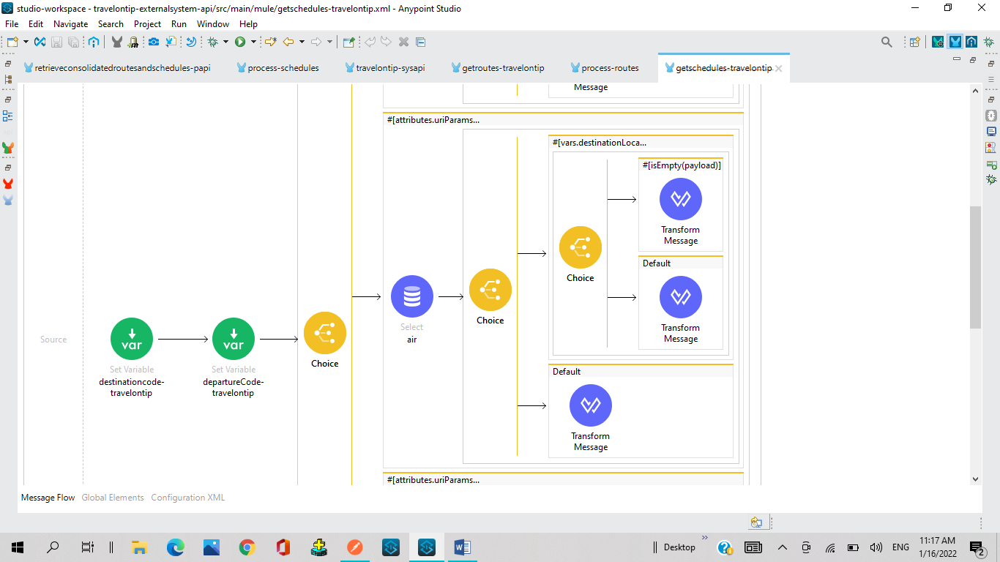 studio-workspace - travelontip-externalsystem-api/src/main/mule/getschedules-travelontip.xml - Anypoint Studio
File Edit Navigate Search Project Run Window Help
retrieveconsolidatedroutesandschedules-papi process-schedules travelontip-sysapi getroutes-travelontip process-routes getschedules-travelontip
Message
#[attributes.uriParams...
#[vars.destinationLoca...
#[isEmpty(payload)]
Transform
Message
Default
Choice
Transform
Message
Choice
Select
air
Source
var
Set Variable
destinationcode-
travelontip
var
Set Variable
departureCode-
travelontip
Choice
Default
Transform
Message
#[attributes.uriParams...
Message Flow Global Elements Configuration XML
Desktop
ENG
11:17 AM
1/16/2022
2